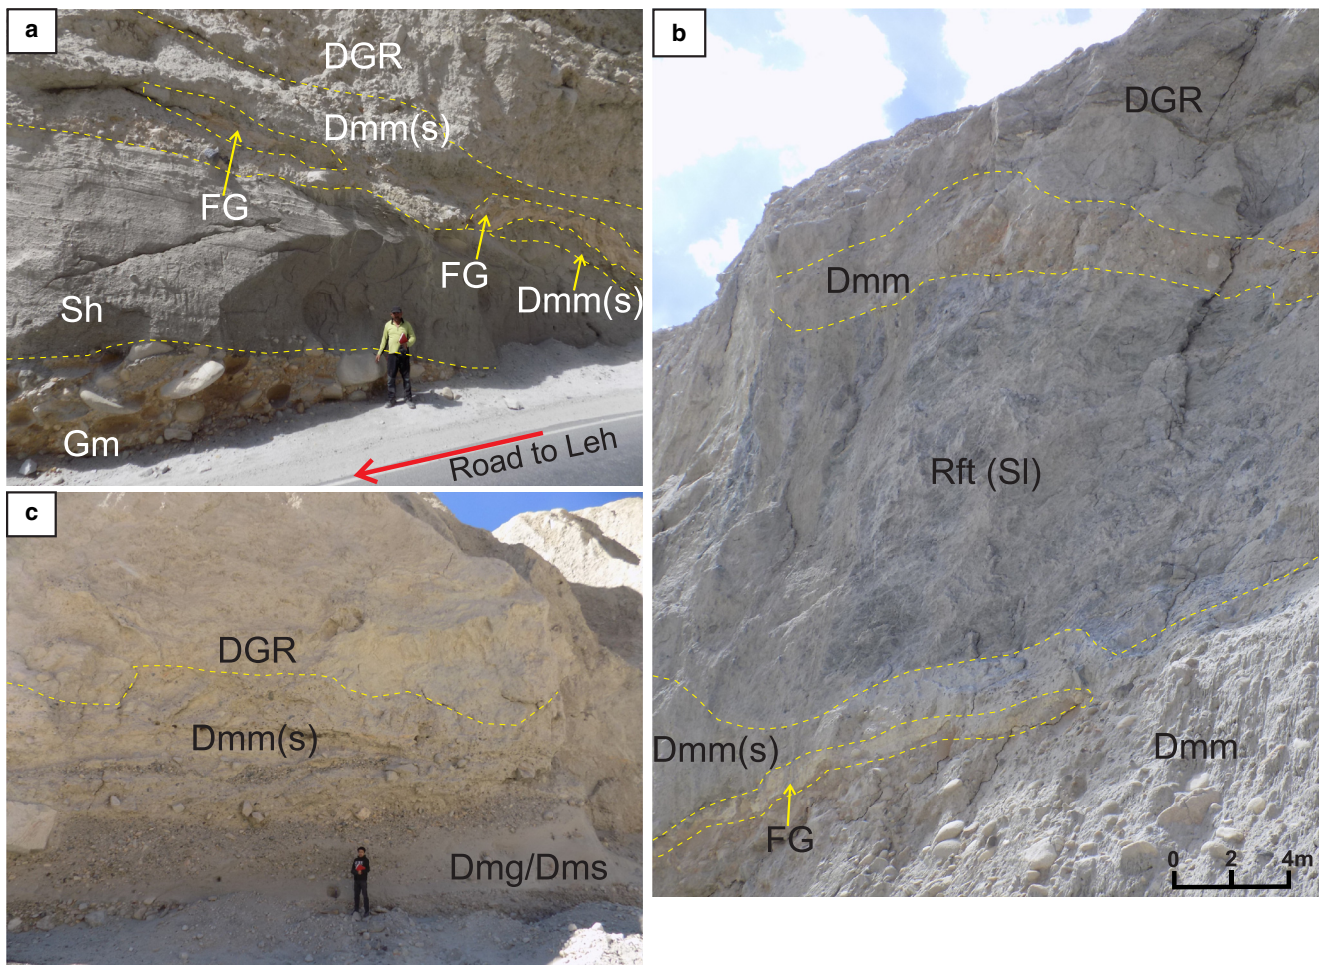 a
DGR
Dmm(s)
FG
FG
Dmm(s)
Sh
Gm
Road to Leh
b
DGR
Dmm
Rft (Sl)
Dmm(s)
Dmm
FG
0 2 4m
c
DGR
Dmm(s)
Dmg/Dms